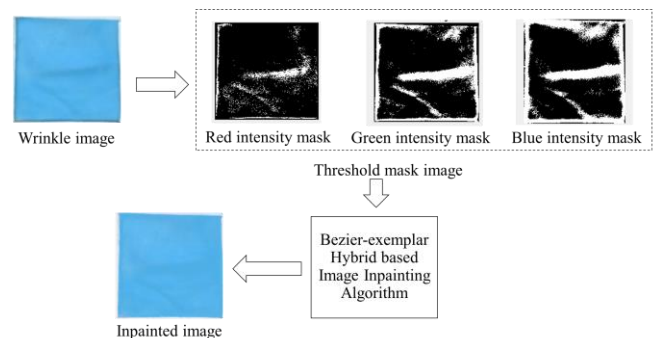 Wrinkle image
Red intensity mask
Green intensity mask
Blue intensity mask
Threshold mask image
Bezier-exemplar
Hybrid based
Image Inpainting
Algorithm
Inpainted image